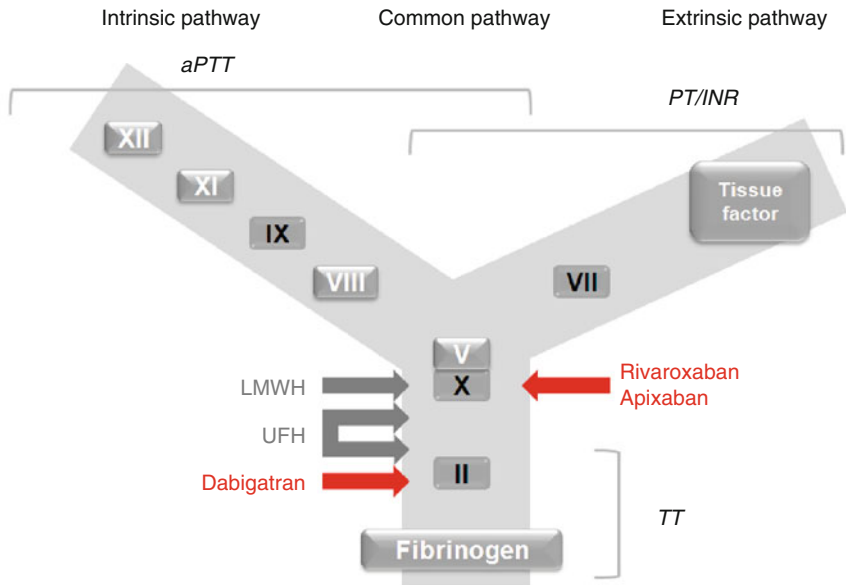 Intrinsic pathway
Common pathway
Extrinsic pathway
aPTT
PT/INR
XII
XI
IX
VIII
Tissue
factor
VII
V
X
LMWH
Rivaroxaban
Apixaban
UFH
Dabigatran
II
TT
Fibrinogen